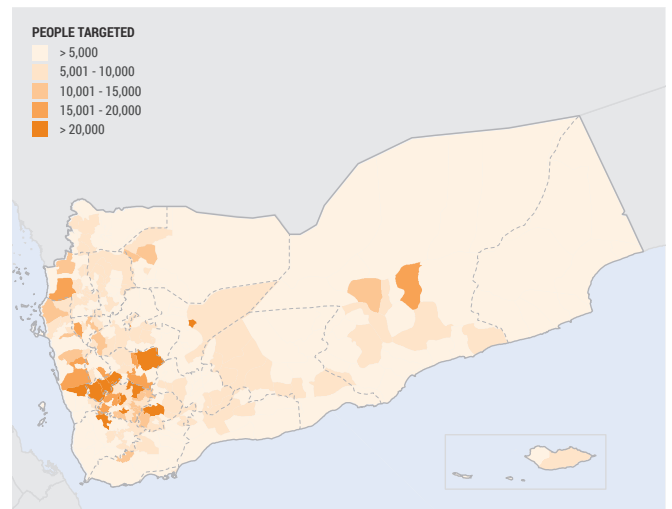 PEOPLE TARGETED
> 5,000
5,001 - 10,000
10,001 - 15,000
15,001 - 20,000
> 20,000